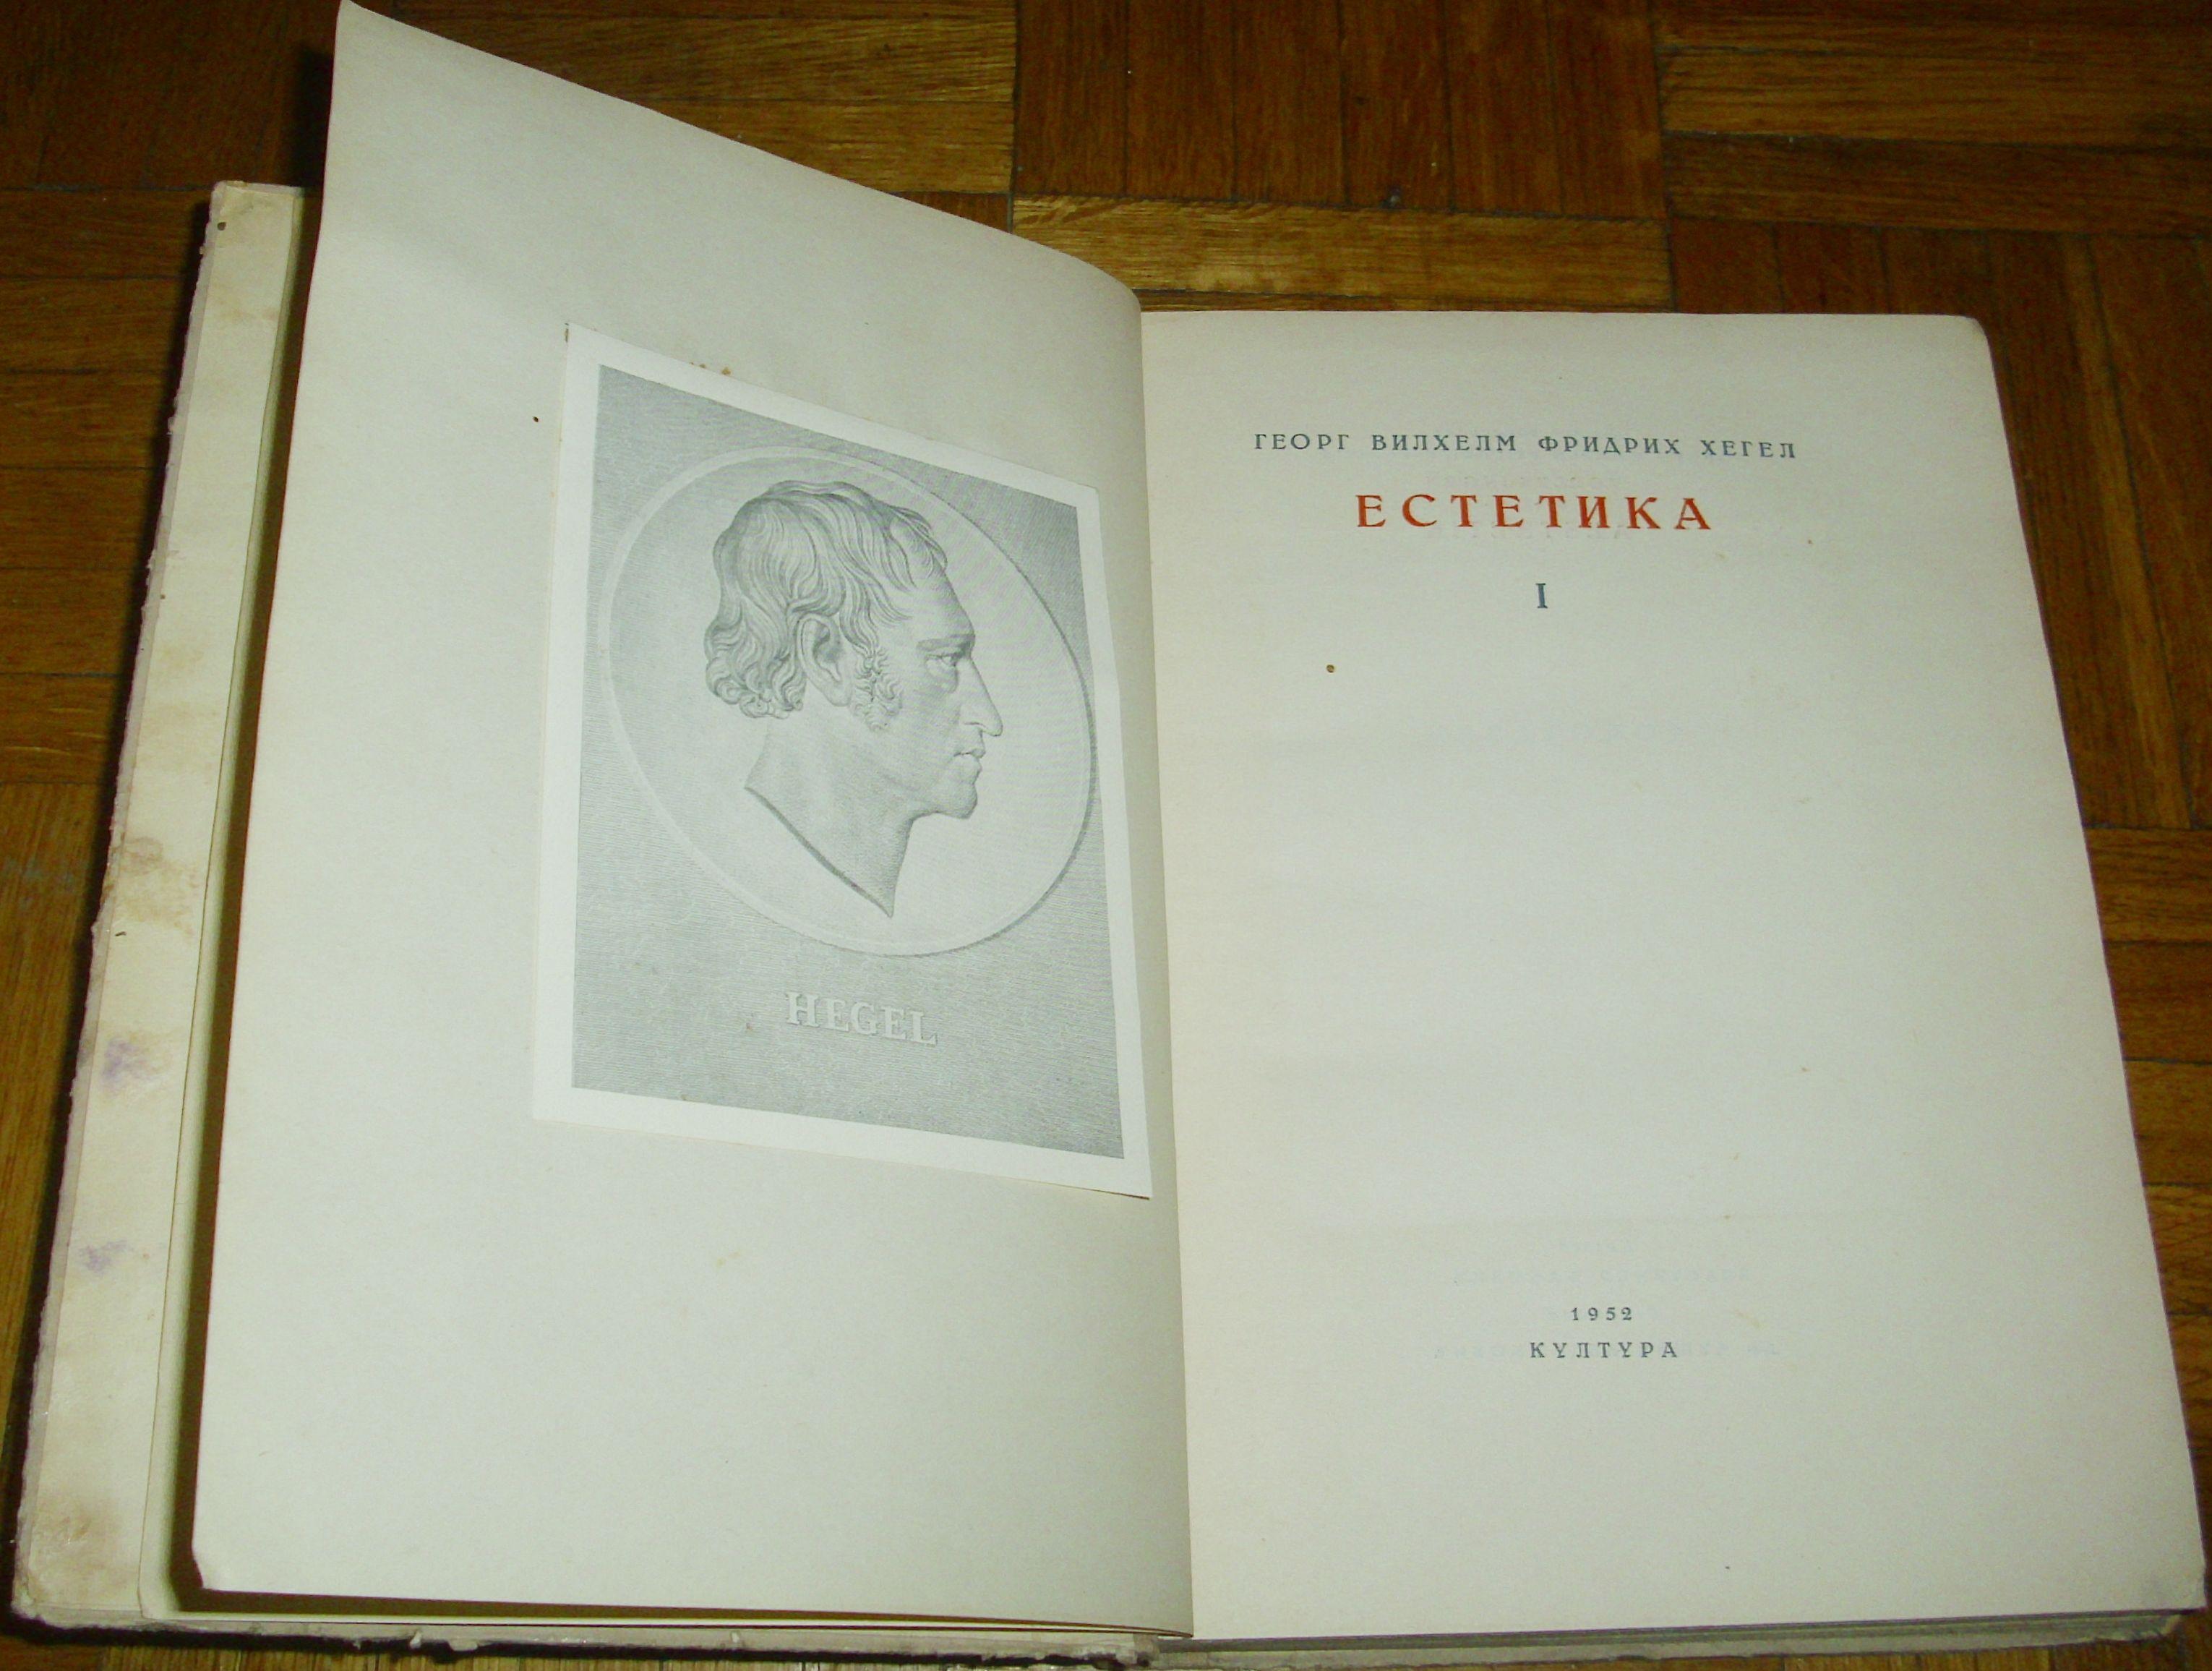 HEGEL
ГЕОРГ ВИЛХЕЛМ ФРИДРИХ ХЕГЕЛ
ЕСТЕТИКА
I
1952
КУЛТУРА